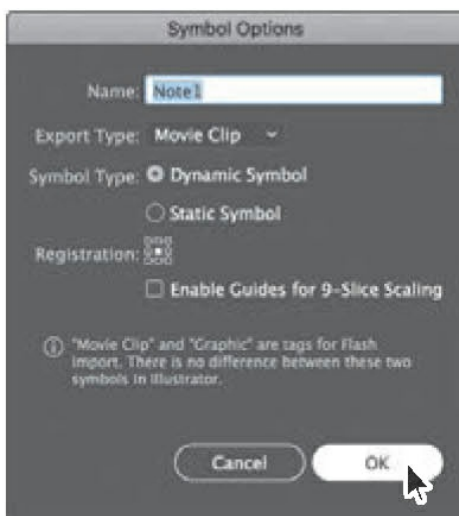 Symbol Options
Name: Note1
Export Type: Movie Clip
Symbol Type: Dynamic Symbol
Static Symbol
Registration:
Enable Guides for 9-Slice Scaling
"Movie Clip" and "Graphic" are tags for Flash
Import. There is no difference between these two
symbols in Illustrator.
Cancel OK